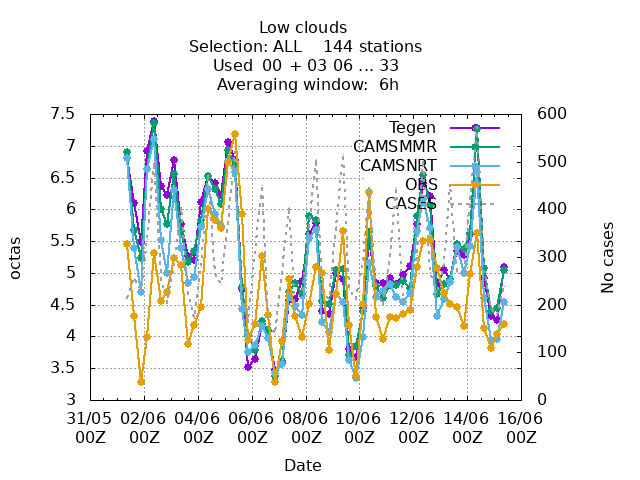 Low clouds
Selection: ALL    144 stations
Used  00 + 03 06 ... 33
Averaging window:  6h
7.5
7
6.5
6
5.5
5
4.5
4
3.5
3
octas
600
500
400
300
200
100
0
No cases
Tegen
CAMSMMR
CAMSNRT
OBS
CASES
31/05 02/06 04/06 06/06 08/06 10/06 12/06 14/06 16/06
00Z 00Z 00Z 00Z 00Z 00Z 00Z 00Z 00Z
Date